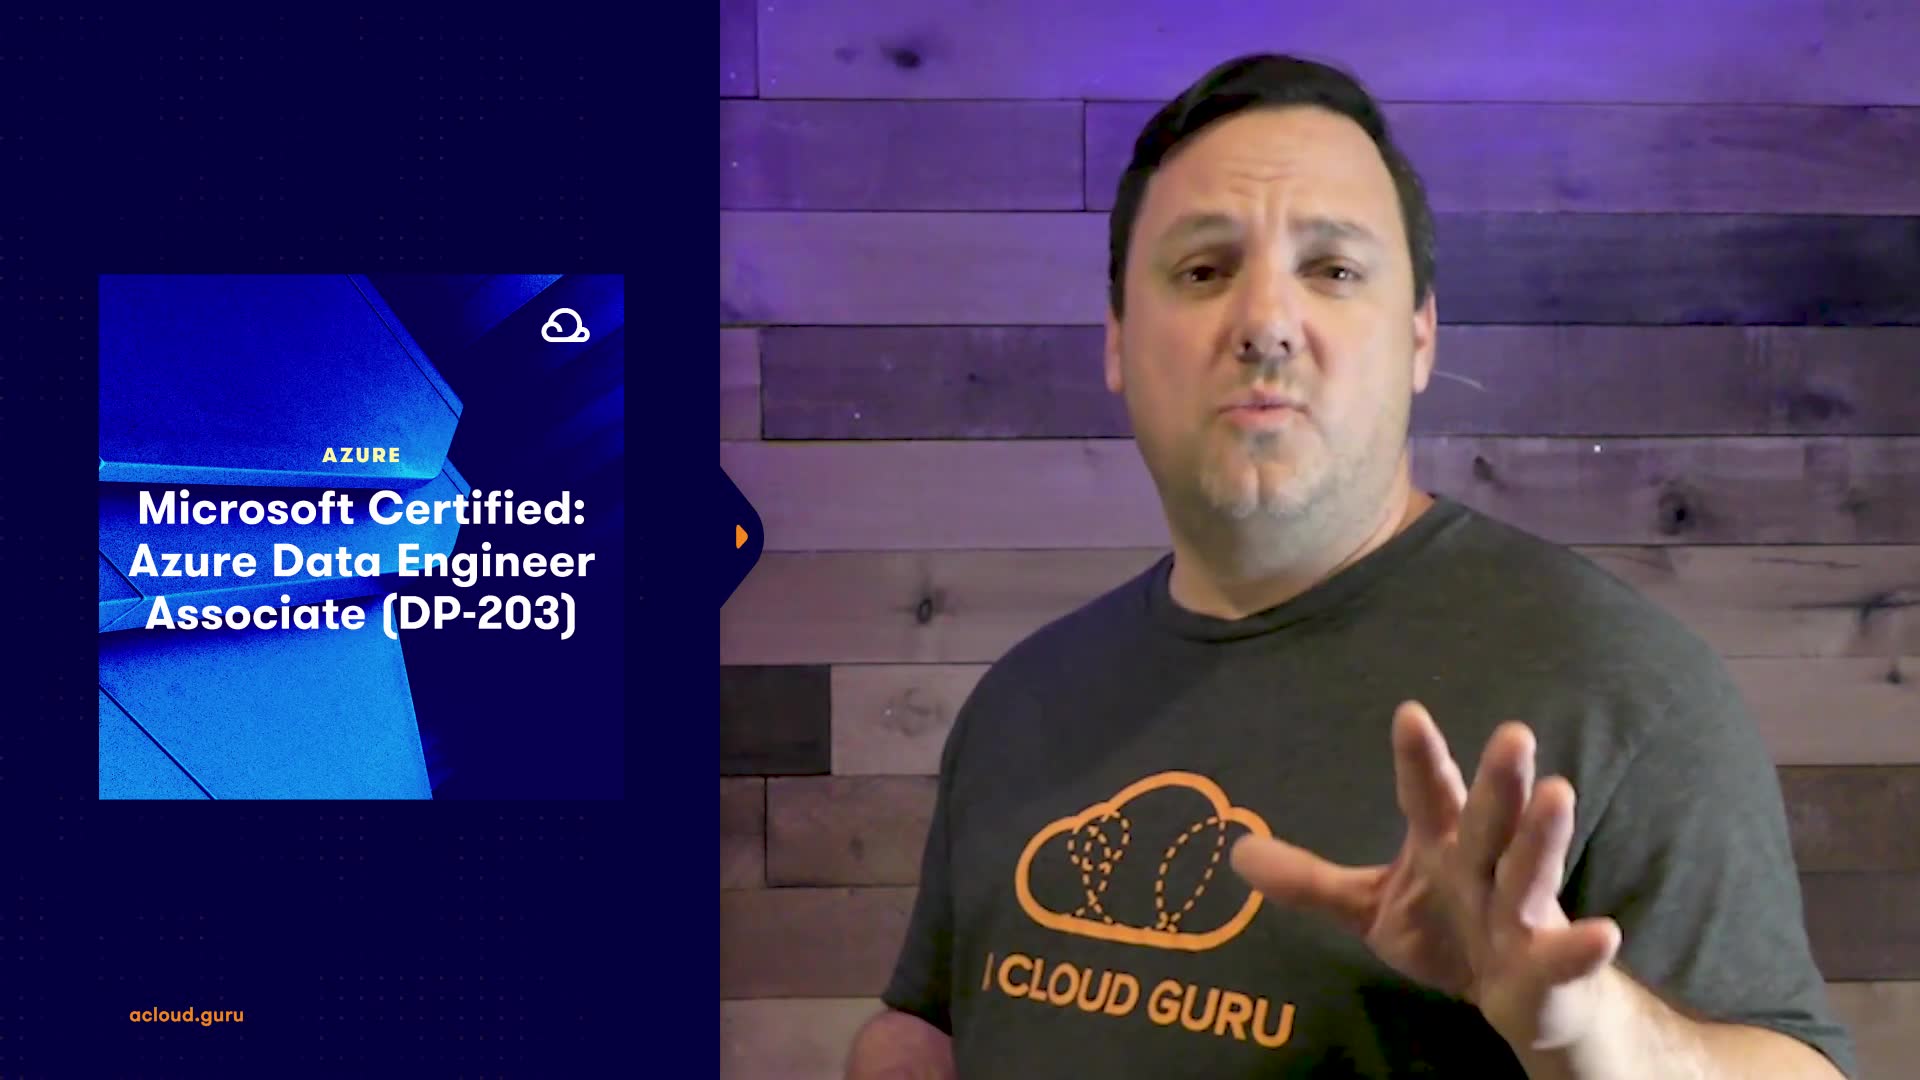 AZURE
Microsoft Certified:
Azure Data Engineer
Associate (DP-203)
acloud.guru
CLOUD GURU